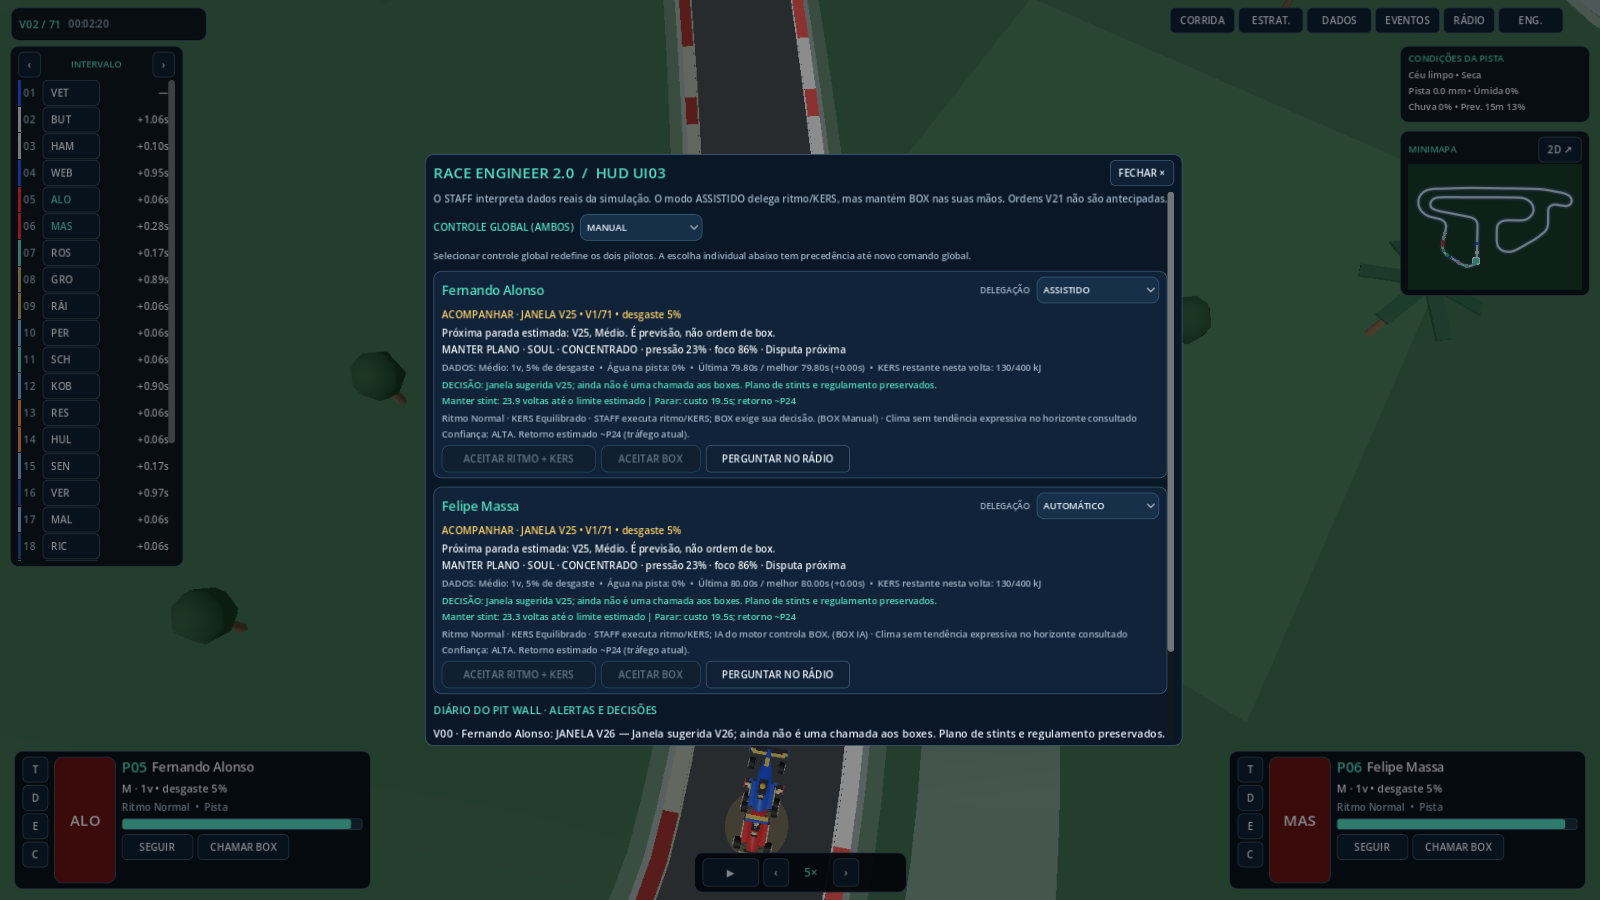 V02 / 71 00:02:20
CORRIDA ESTRAT. DADOS EVENTOS RÁDIO ENG.
‹ INTERVALO ›
01 VET —
02 BUT +1.06s
03 HAM +0.10s
04 WEB +0.95s
05 ALO +0.06s
06 MAS +0.28s
07 ROS +0.17s
08 GRO +0.89s
09 RÄI +0.06s
10 PER +0.06s
11 SCH +0.06s
12 KOB +0.90s
13 RES +0.06s
14 HUL +0.06s
15 SEN +0.17s
16 VER +0.97s
17 MAL +0.06s
18 RIC +0.06s
CONDIÇÕES DA PISTA
Céu limpo • Seca
Pista 0.0 mm • Úmida 0%
Chuva 0% • Prev. 15m 13%
MINIMAPA 2D ↗
RACE ENGINEER 2.0 / HUD UI03 FECHAR ×
O STAFF interpreta dados reais da simulação. O modo ASSISTIDO delega ritmo/KERS, mas mantém BOX nas suas mãos. Ordens V21 não são antecipadas.
CONTROLE GLOBAL (AMBOS) MANUAL
Selecionar controle global redefine os dois pilotos. A escolha individual abaixo tem precedência até novo comando global.
Fernando Alonso DELEGAÇÃO ASSISTIDO
ACOMPANHAR · JANELA V25 • V1/71 • desgaste 5%
Próxima parada estimada: V25, Médio. É previsão, não ordem de box.
MANTER PLANO · SOUL · CONCENTRADO · pressão 23% · foco 86% · Disputa próxima
DADOS: Médio: 1v, 5% de desgaste • Água na pista: 0% • Última 79.80s / melhor 79.80s (+0.00s) • KERS restante nesta volta: 130/400 kJ
DECISÃO: Janela sugerida V25; ainda não é uma chamada aos boxes. Plano de stints e regulamento preservados.
Manter stint: 23.9 voltas até o limite estimado | Parar: custo 19.5s; retorno ~P24
Ritmo Normal · KERS Equilibrado · STAFF executa ritmo/KERS; BOX exige sua decisão. (BOX Manual) · Clima sem tendência expressiva no horizonte consultado
Confiança: ALTA. Retorno estimado ~P24 (tráfego atual).
ACEITAR RITMO + KERS ACEITAR BOX PERGUNTAR NO RÁDIO
Felipe Massa DELEGAÇÃO AUTOMÁTICO
ACOMPANHAR · JANELA V25 • V1/71 • desgaste 5%
Próxima parada estimada: V25, Médio. É previsão, não ordem de box.
MANTER PLANO · SOUL · CONCENTRADO · pressão 23% · foco 86% · Disputa próxima
DADOS: Médio: 1v, 5% de desgaste • Água na pista: 0% • Última 80.00s / melhor 80.00s (+0.00s) • KERS restante nesta volta: 130/400 kJ
DECISÃO: Janela sugerida V25; ainda não é uma chamada aos boxes. Plano de stints e regulamento preservados.
Manter stint: 23.3 voltas até o limite estimado | Parar: custo 19.5s; retorno ~P24
Ritmo Normal · KERS Equilibrado · STAFF executa ritmo/KERS; IA do motor controla BOX. (BOX IA) · Clima sem tendência expressiva no horizonte consultado
Confiança: ALTA. Retorno estimado ~P24 (tráfego atual).
ACEITAR RITMO + KERS ACEITAR BOX PERGUNTAR NO RÁDIO
DIÁRIO DO PIT WALL · ALERTAS E DECISÕES
V00 · Fernando Alonso: JANELA V26 — Janela sugerida V26; ainda não é uma chamada aos boxes. Plano de stints e regulamento preservados.
T D E C
ALO
P05 Fernando Alonso
M · 1v • desgaste 5%
Ritmo Normal • Pista
SEGUIR CHAMAR BOX
▶ ‹ 5× ›
T D E C
MAS
P06 Felipe Massa
M · 1v • desgaste 5%
Ritmo Normal • Pista
SEGUIR CHAMAR BOX